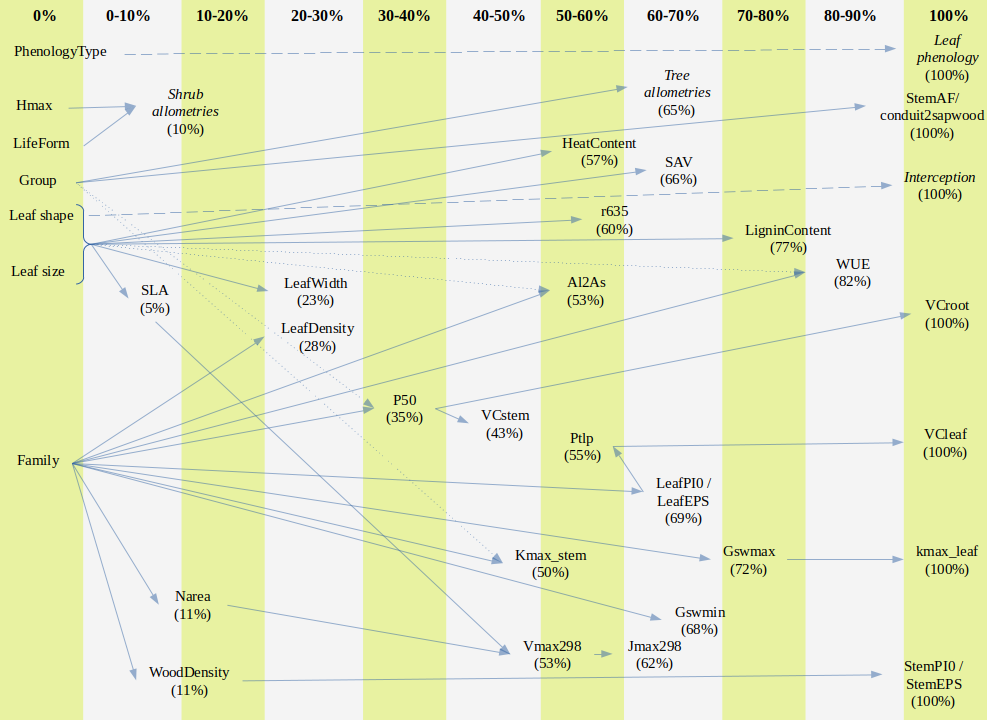 0% 0-10% 10-20% 20-30% 30-40% 40-50% 50-60% 60-70% 70-80% 80-90% 100%
PhenologyType
Leaf
phenology
(100%)
Hmax
Shrub
allometries
(10%)
Tree
allometries
(65%)
StemAF/
conduit2sapwood
(100%)
LifeForm
HeatContent
(57%)
Group
SAV
(66%)
Interception
(100%)
Leaf shape
r635
(60%)
LigninContent
(77%)
Leaf size
WUE
(82%)
SLA
(5%)
LeafWidth
(23%)
Al2As
(53%)
VCroot
(100%)
LeafDensity
(28%)
P50
(35%)
VCstem
(43%)
Ptlp
(55%)
VCleaf
(100%)
Family
LeafPI0 /
LeafEPS
(69%)
Kmax_stem
(50%)
Gswmax
(72%)
kmax_leaf
(100%)
Narea
(11%)
Gswmin
(68%)
Vmax298
(53%)
Jmax298
(62%)
WoodDensity
(11%)
StemPI0 /
StemEPS
(100%)